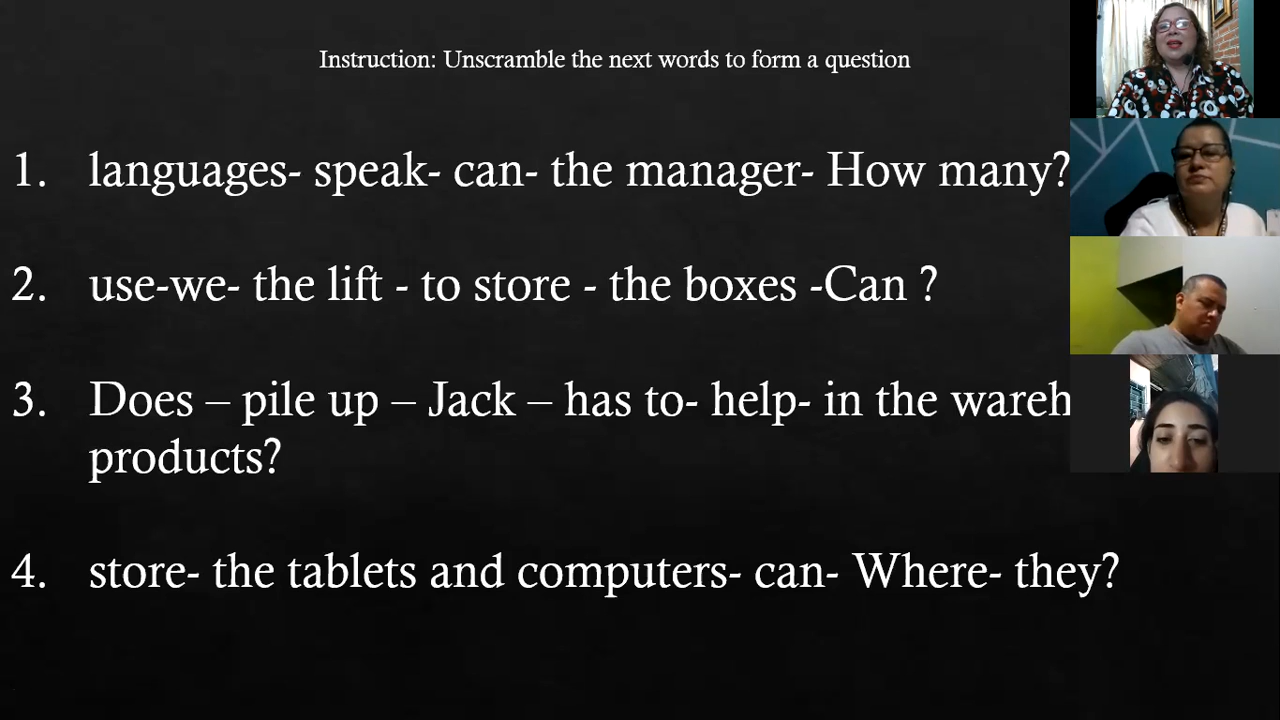 Instruction: Unscramble the next words to form a question
1. languages- speak- can- the manager- How many?
2. use-we- the lift - to store - the boxes -Can ?
3. Does – pile up – Jack – has to- help- in the
products?
4. store- the tablets and computers- can- Where- they?